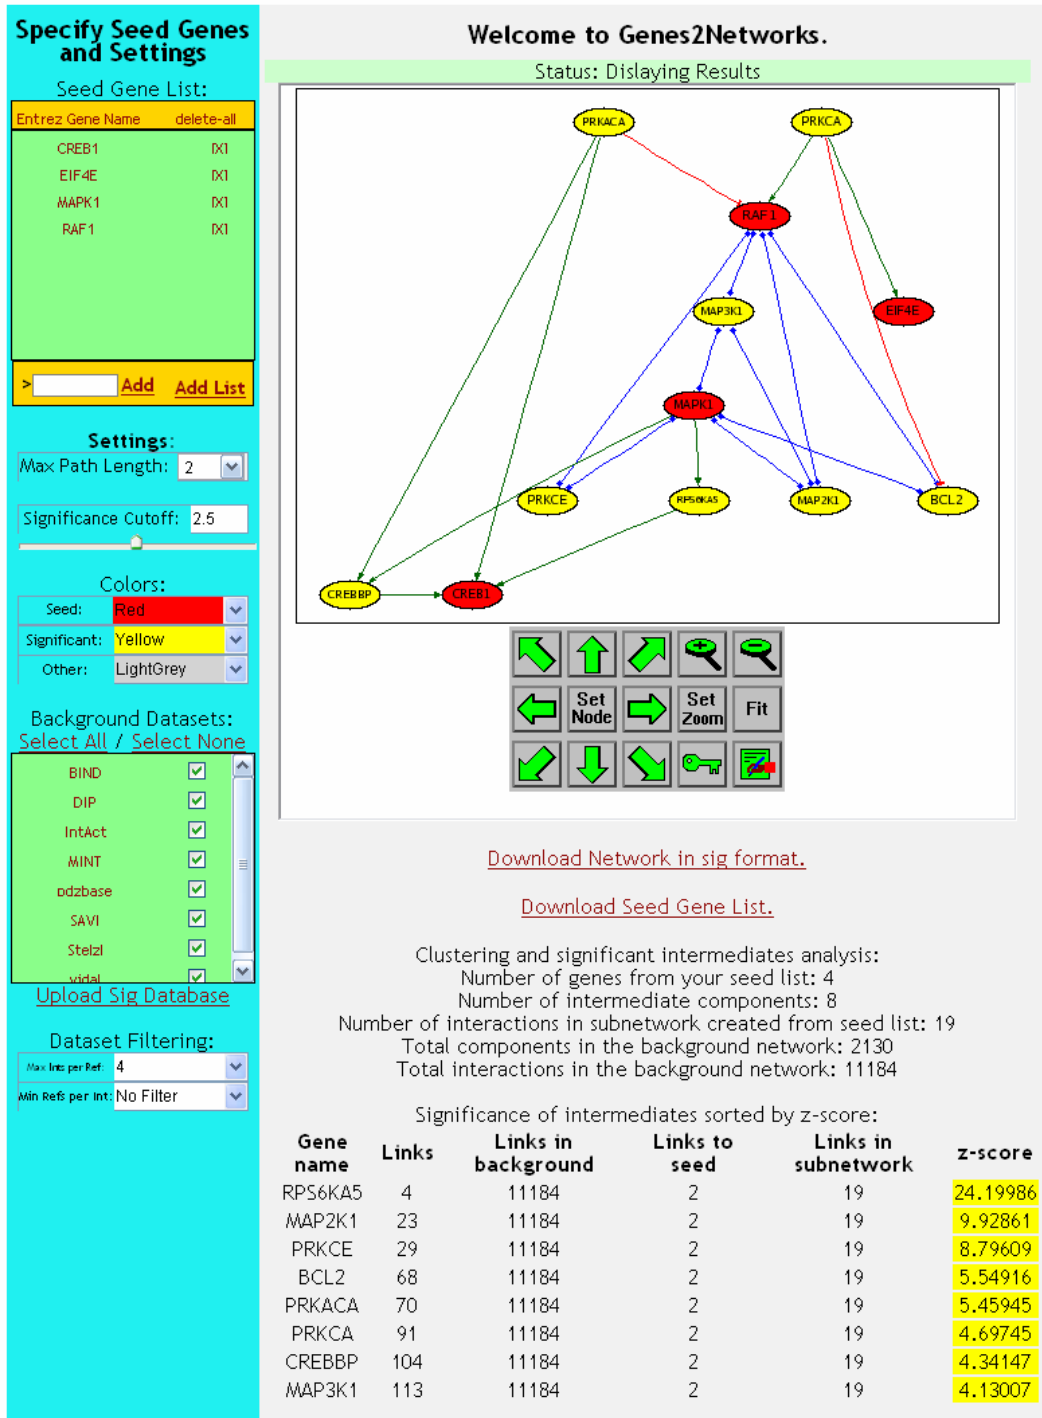 Specify Seed Genes
and Settings
Seed Gene List:
Entrez Gene Name delete-all
CREB1 [X]
EIF4E [X]
MAPK1 [X]
RAF1 [X]
> Add Add List
Settings:
Max Path Length: 2
Significance Cutoff: 2.5
Colors:
Seed: Red
Significant: Yellow
Other: LightGrey
Background Datasets:
Select All / Select None
BIND
DIP
IntAct
MINT
pdzbase
SAVI
Stelzl
vidal
Upload Sig Database
Dataset Filtering:
Max Ints per Ref: 4
Min Refs per Int: No Filter
Welcome to Genes2Networks.
Status: Dislaying Results
PRKACA PRKCA
RAF1
MAP3K1 EIF4E
MAPK1
PRKCE RPS6KA5 MAP2K1 BCL2
CREBBP CREB1
Set Node
Set Zoom
Fit
Download Network in sig format.
Download Seed Gene List.
Clustering and significant intermediates analysis:
Number of genes from your seed list: 4
Number of intermediate components: 8
Number of interactions in subnetwork created from seed list: 19
Total components in the background network: 2130
Total interactions in the background network: 11184
Significance of intermediates sorted by z-score:
Gene name Links Links in background Links to seed Links in subnetwork z-score
RPS6KA5 4 11184 2 19 24.19986
MAP2K1 23 11184 2 19 9.92861
PRKCE 29 11184 2 19 8.79609
BCL2 68 11184 2 19 5.54916
PRKACA 70 11184 2 19 5.45945
PRKCA 91 11184 2 19 4.69745
CREBBP 104 11184 2 19 4.34147
MAP3K1 113 11184 2 19 4.13007